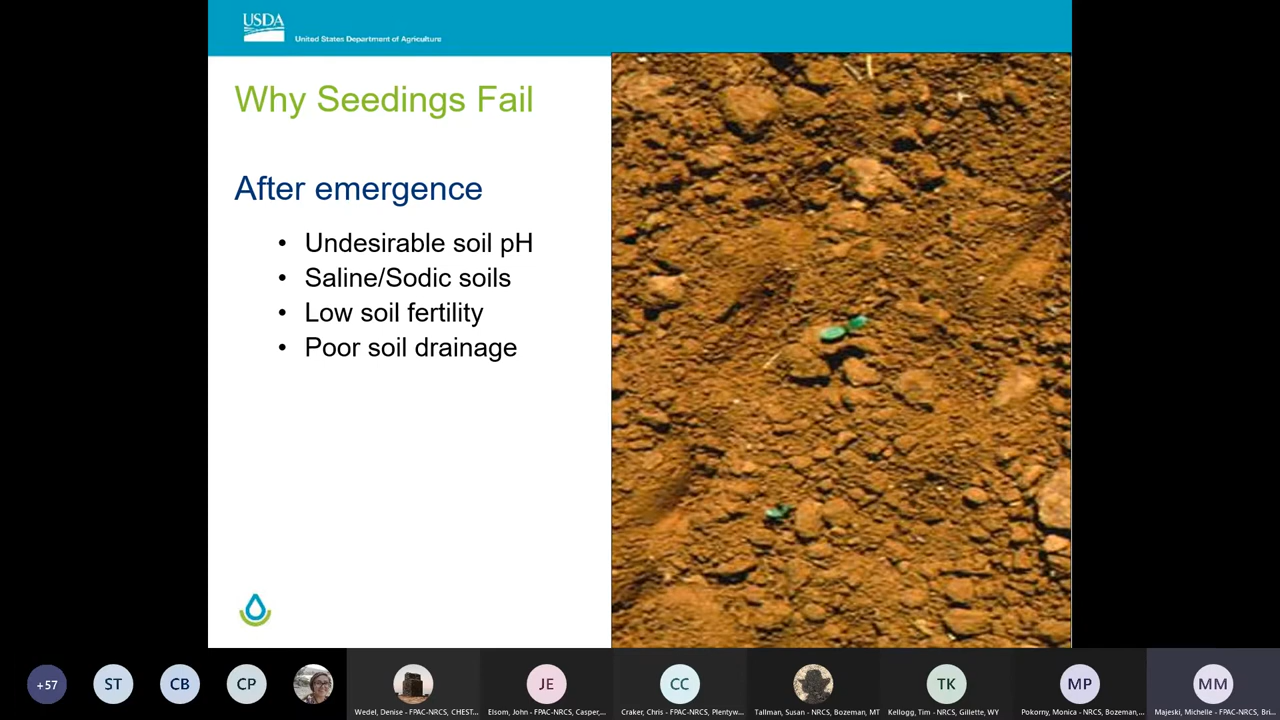 USDA
United States Department of Agriculture
Why Seedings Fail
After emergence
• Undesirable soil pH
• Saline/Sodic soils
• Low soil fertility
• Poor soil drainage
+57
ST
CB
CP
JE
CC
TK
MP
MM
Wedel, Denise - FPAC-NRCS, CHEST...
Elsom, John - FPAC-NRCS, Casper,...
Craker, Chris - FPAC-NRCS, Plentyw...
Tallman, Susan - NRCS, Bozeman, MT
Kellogg, Tim - NRCS, Gillette, WY
Pokorny, Monica - NRCS, Bozeman,...
Majeski, Michelle - FPAC-NRCS, Bri...